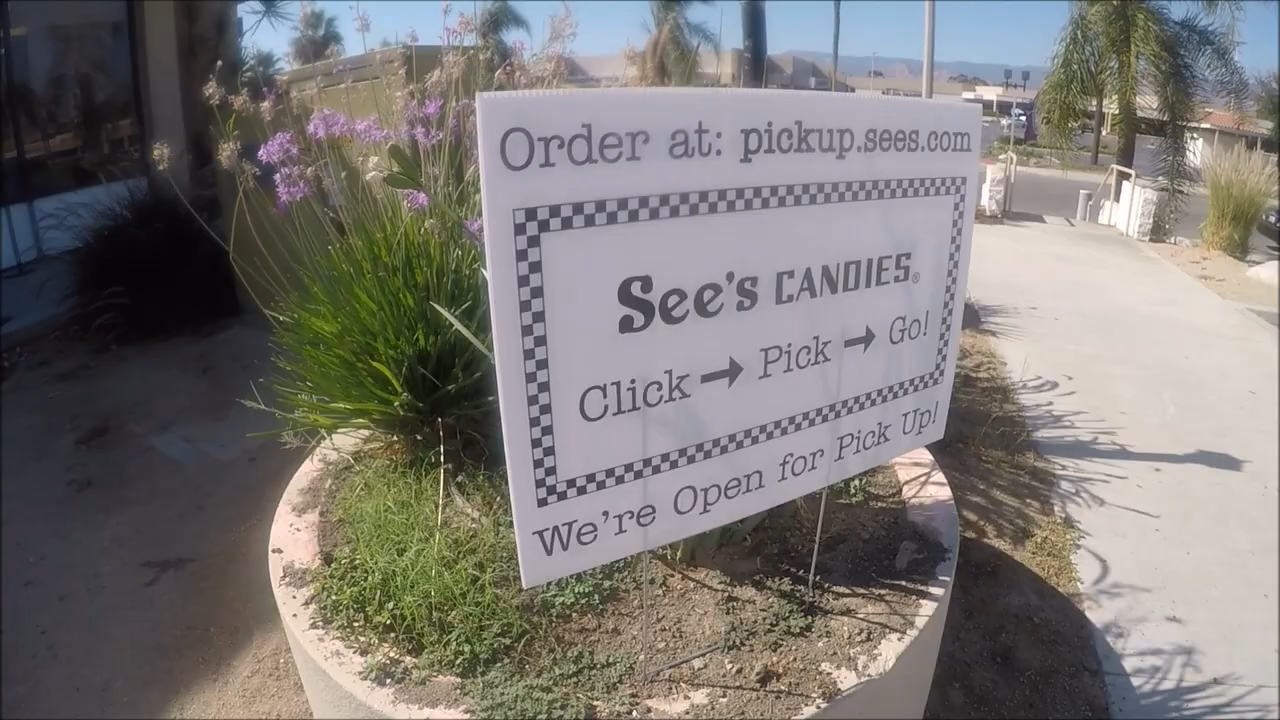 Order at: pickup.sees.com
See's CANDIES®
Click → Pick → Go!
We're Open for Pick Up!